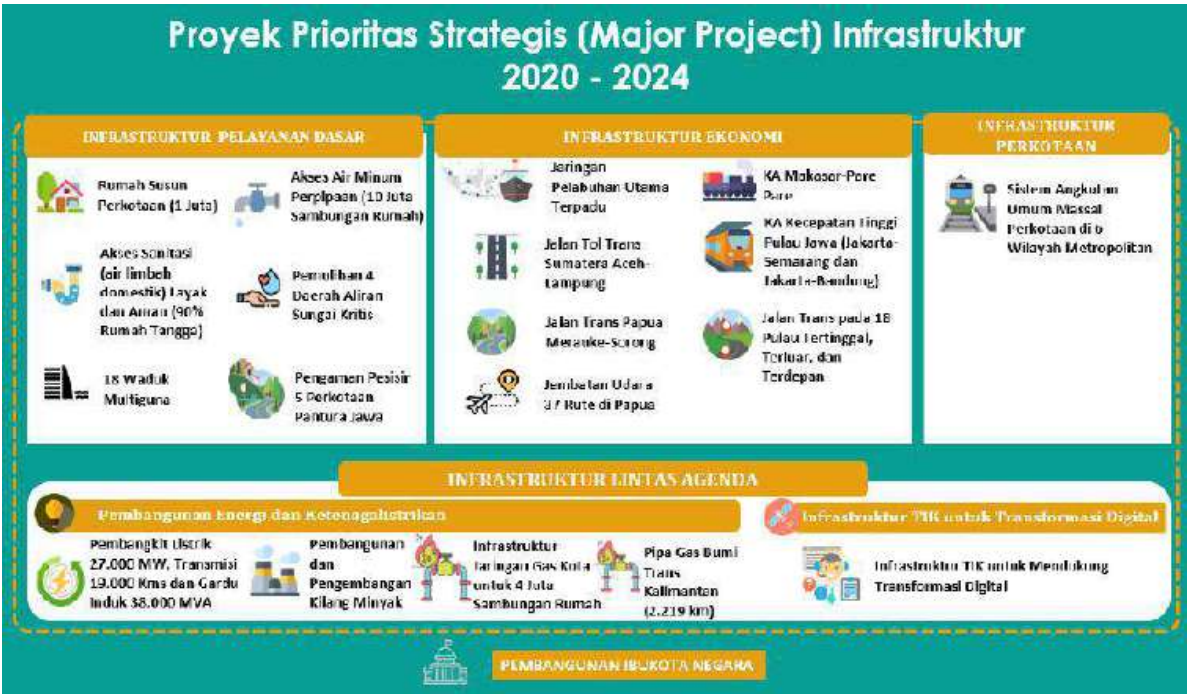 Proyek Prioritas Strategis (Major Project) Infrastruktur
2020 - 2024
INFRASTRUKTUR PELAYANAN DASAR
Rumah Susun
Perkotaan (1 Juta)
Akses Air Minum
Perpipaan (10 Juta
Sambungan Rumah)
Akses Sanitasi
(air limbah
domestik) Layak
dan Aman (90%
Rumah Tangga)
Pemulihan 4
Daerah Aliran
Sungai Kritis
18 Waduk
Multiguna
Pengaman Pesisir
5 Perkotaan
Pantura Jawa
INFRASTRUKTUR EKONOMI
Jaringan
Pelabuhan Utama
Terpadu
KA Makasar-Pare
Pare
Jalan Tol Trans
Sumatera Aceh-
Lampung
KA Kecepatan Tinggi
Pulau Jawa (Jakarta-
Semarang dan
Jakarta-Bandung)
Jalan Trans Papua
Merauke-Sorong
Jalan Trans pada 18
Pulau Tertinggal,
Terluar, dan
Terdepan
Jembatan Udara
37 Rute di Papua
INFRASTRUKTUR
PERKOTAAN
Sistem Angkutan
Umum Massal
Perkotaan di 6
Wilayah Metropolitan
INFRASTRUKTUR LINTAS AGENDA
Pembangunan Energi dan Ketenagalistrikan
Pembangkit Listrik
27.000 MW, Transmisi
19.000 Kms dan Gardu
Induk 38.000 MVA
Pembangunan
dan
Pengembangan
Kilang Minyak
Infrastruktur
Jaringan Gas Kota
untuk 4 Juta
Sambungan Rumah
Pipa Gas Bumi
Trans
Kalimantan
(2.219 km)
Infrastruktur TIK untuk Transformasi Digital
Infrastruktur TIK untuk Mendukung
Transformasi Digital
PEMBANGUNAN IBUKOTA NEGARA